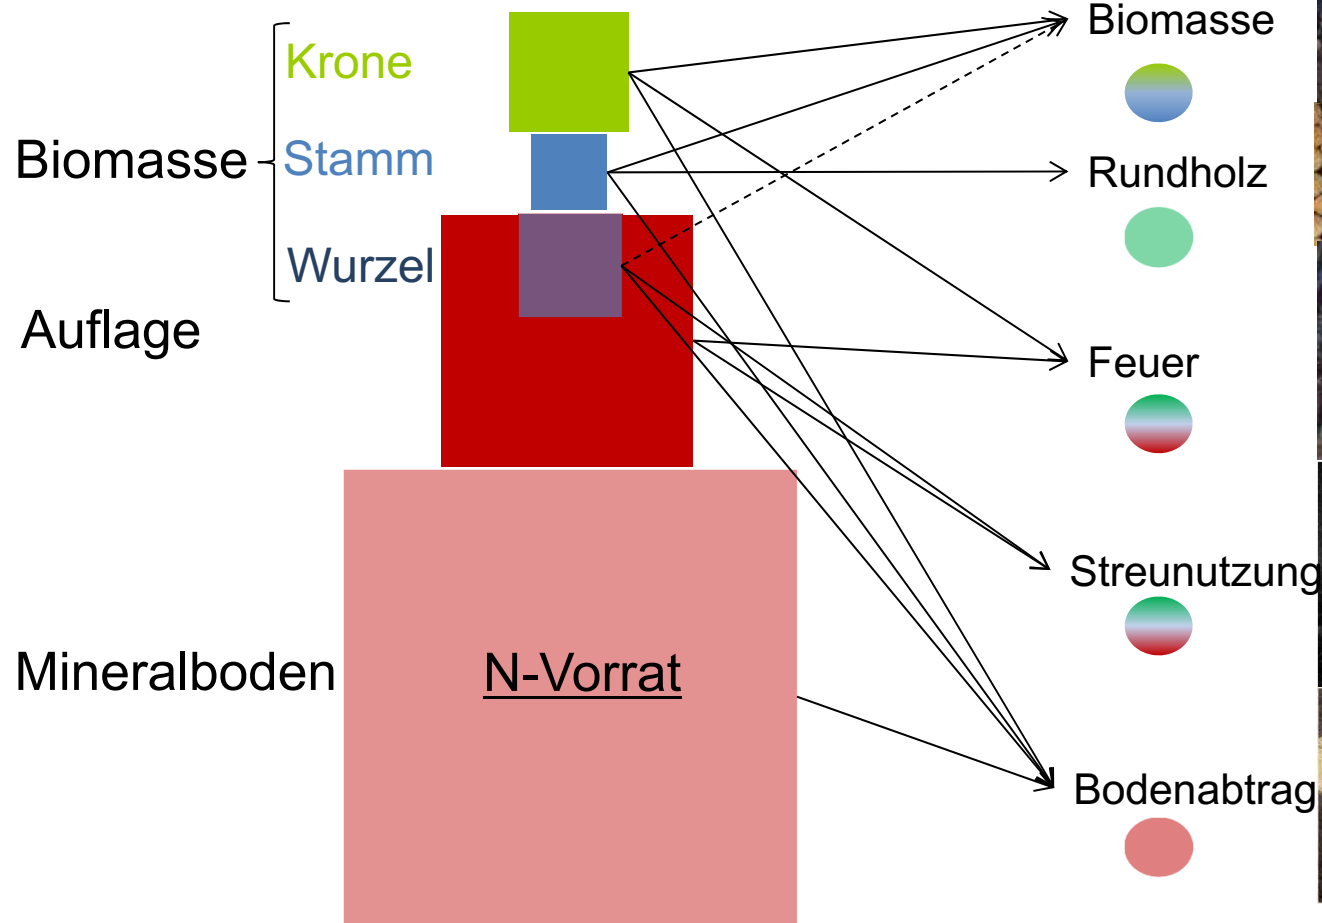 Biomasse
Krone
Stamm
Wurzel
Auflage
Mineralboden
N-Vorrat
Biomasse
Rundholz
Feuer
Streunutzung
Bodenabtrag